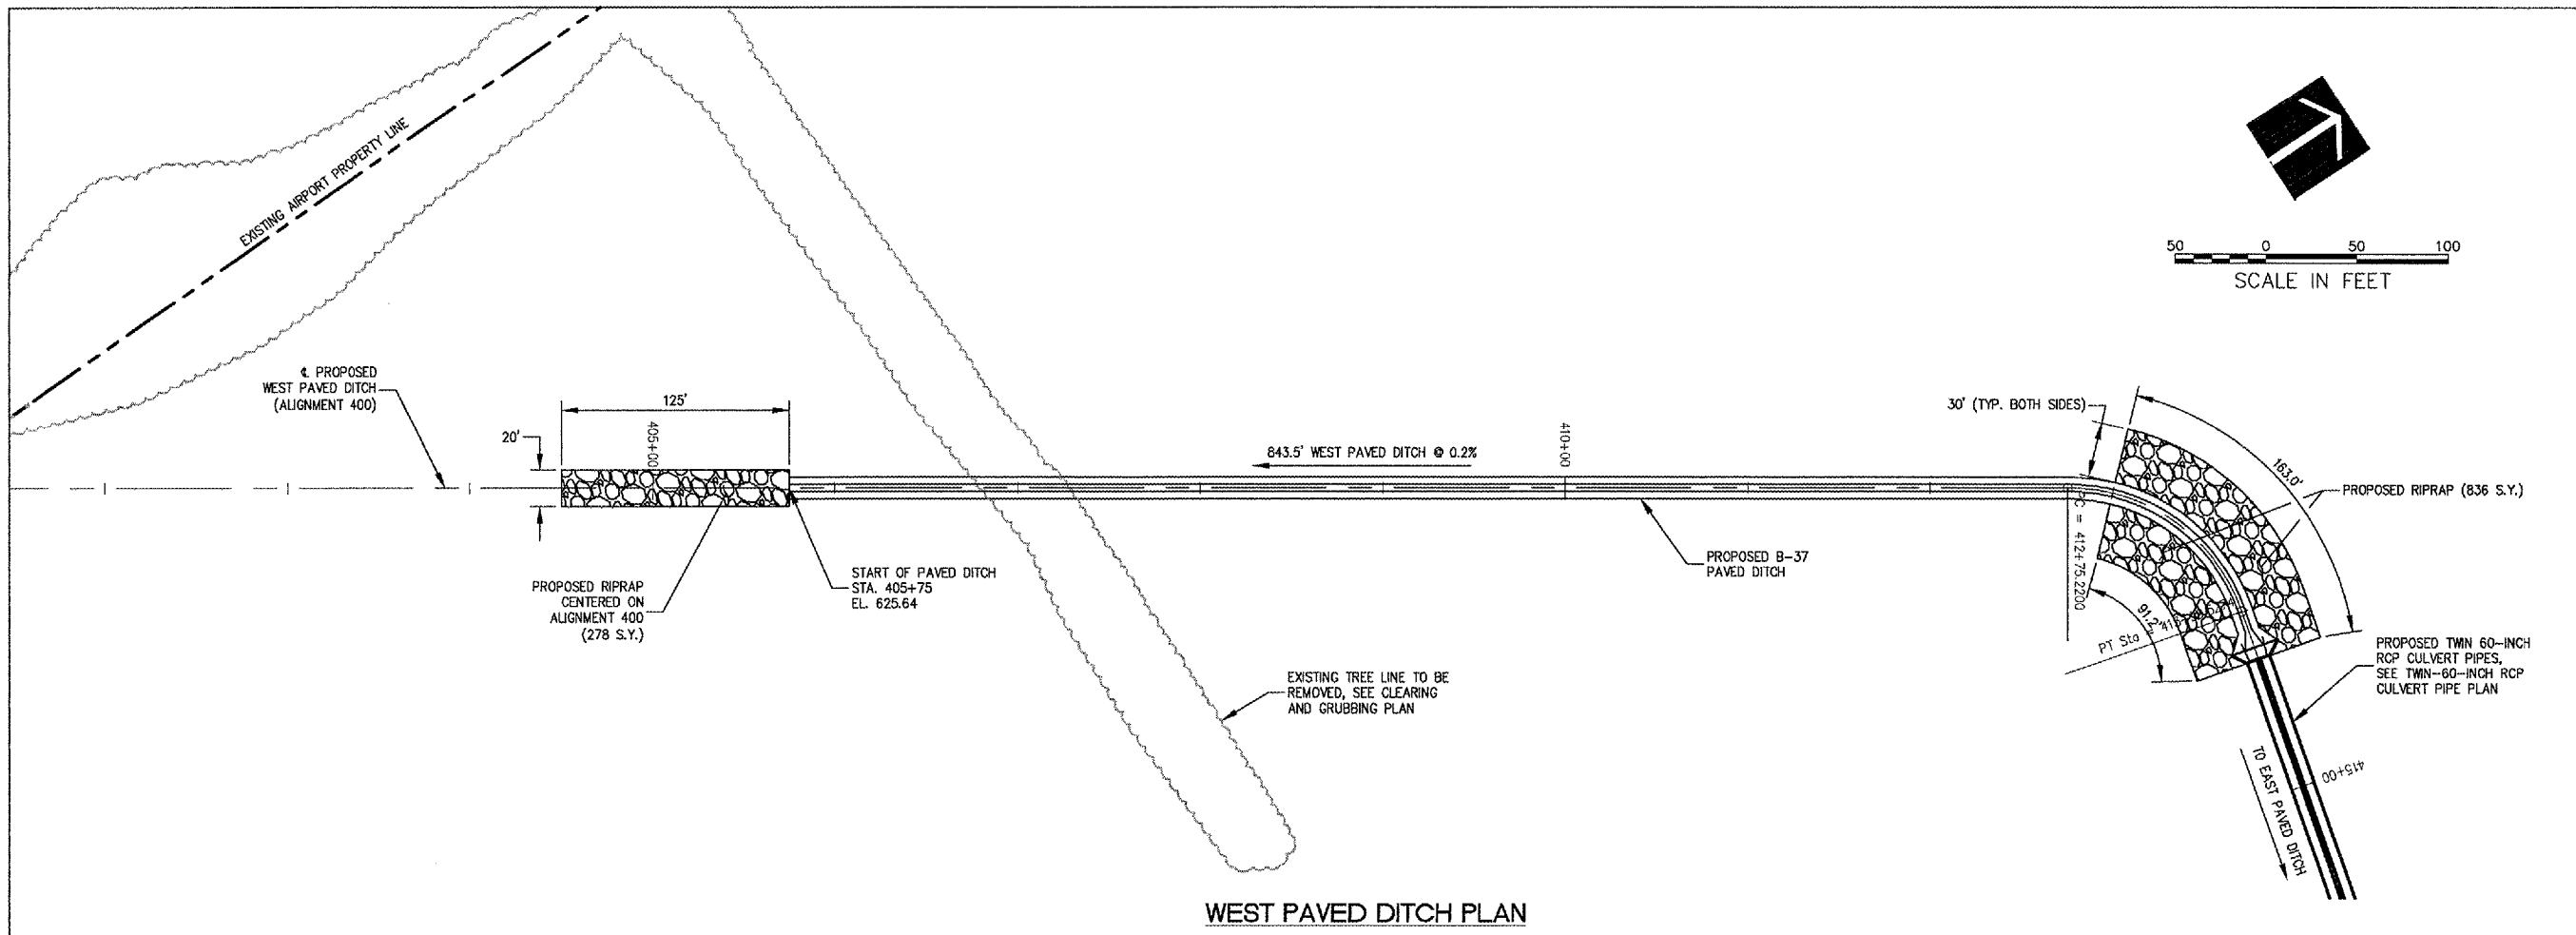 EXISTING AIRPORT PROPERTY LINE
50 0 50 100
SCALE IN FEET
℄ PROPOSED
WEST PAVED DITCH
(ALIGNMENT 400)
125'
20'
405+00
843.5' WEST PAVED DITCH @ 0.2%
410+00
30' (TYP. BOTH SIDES)
163.0'
PROPOSED RIPRAP (836 S.Y.)
PROPOSED RIPRAP
CENTERED ON
ALIGNMENT 400
(278 S.Y.)
START OF PAVED DITCH
STA. 405+75
EL. 625.64
PROPOSED B-37
PAVED DITCH
= 412+75.2200
91.2'
PT Sta
EXISTING TREE LINE TO BE
REMOVED, SEE CLEARING
AND GRUBBING PLAN
PROPOSED TWIN 60-INCH
RCP CULVERT PIPES,
SEE TWIN-60-INCH RCP
CULVERT PIPE PLAN
415+00
TO EAST PAVED DITCH
WEST PAVED DITCH PLAN